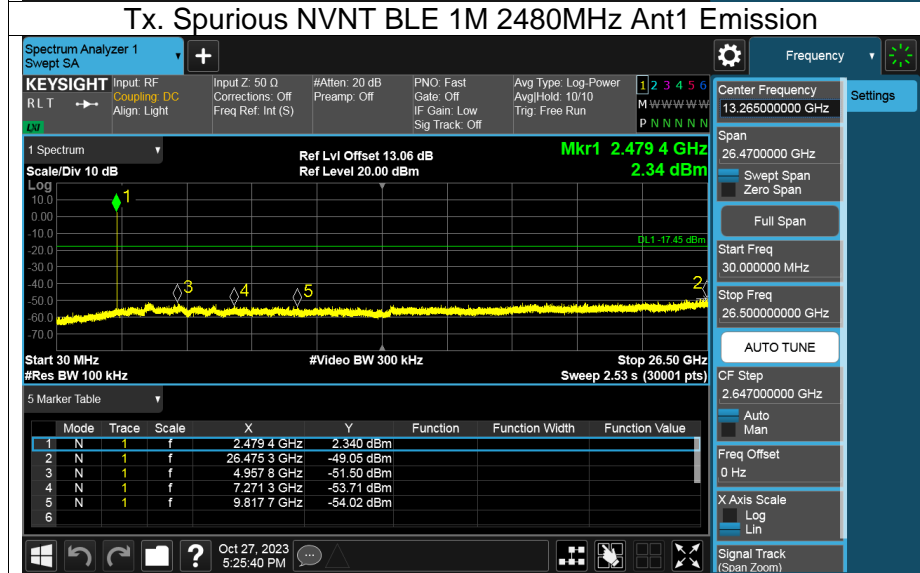 Tx. Spurious NVNT BLE 1M 2480MHz Ant1 Emission
Spectrum Analyzer 1
Swept SA
+
Frequency
KEYSIGHT
RLT
LXI
Input: RF
Coupling: DC
Align: Light
Input Z: 50 Ω
Corrections: Off
Freq Ref: Int (S)
#Atten: 20 dB
Preamp: Off
PNO: Fast
Gate: Off
IF Gain: Low
Sig Track: Off
Avg Type: Log-Power
Avg|Hold: 10/10
Trig: Free Run
1 2 3 4 5 6
M W W W W W
P N N N N N
Center Frequency
13.265000000 GHz
Settings
1 Spectrum
Scale/Div 10 dB
Ref Lvl Offset 13.06 dB
Ref Level 20.00 dBm
Mkr1 2.479 4 GHz
2.34 dBm
Span
26.4700000 GHz
Swept Span
Zero Span
Full Span
Start Freq
30.000000 MHz
Stop Freq
26.500000000 GHz
AUTO TUNE
CF Step
2.647000000 GHz
Auto
Man
Freq Offset
0 Hz
X Axis Scale
Log
Lin
Signal Track
(Span Zoom)
Log
10.0
0.00
-10.0
-20.0
-30.0
-40.0
-50.0
-60.0
-70.0
1
DL1 -17.45 dBm
2
3
4
5
Start 30 MHz
#Res BW 100 kHz
#Video BW 300 kHz
Stop 26.50 GHz
Sweep 2.53 s (30001 pts)
5 Marker Table
Mode Trace Scale X Y Function Function Width Function Value
1 N 1 f 2.479 4 GHz 2.340 dBm
2 N 1 f 26.475 3 GHz -49.05 dBm
3 N 1 f 4.957 8 GHz -51.50 dBm
4 N 1 f 7.271 3 GHz -53.71 dBm
5 N 1 f 9.817 7 GHz -54.02 dBm
6
?
Oct 27, 2023
5:25:40 PM